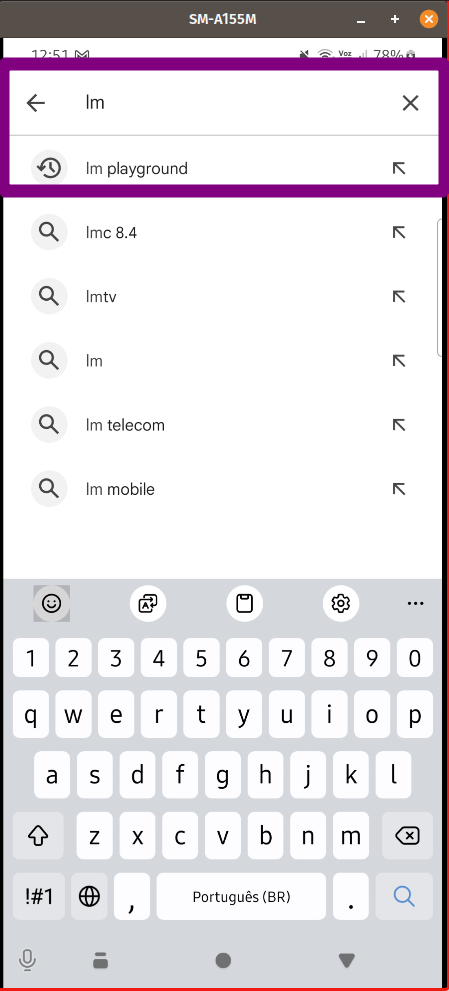 SM-A155M
12:51 Voz 78%
lm
lm playground
lmc 8.4
lmtv
lm
lm telecom
lm mobile
1 2 3 4 5 6 7 8 9 0
q w e r t y u i o p
a s d f g h j k l
z x c v b n m
!#1 , Português (BR) .